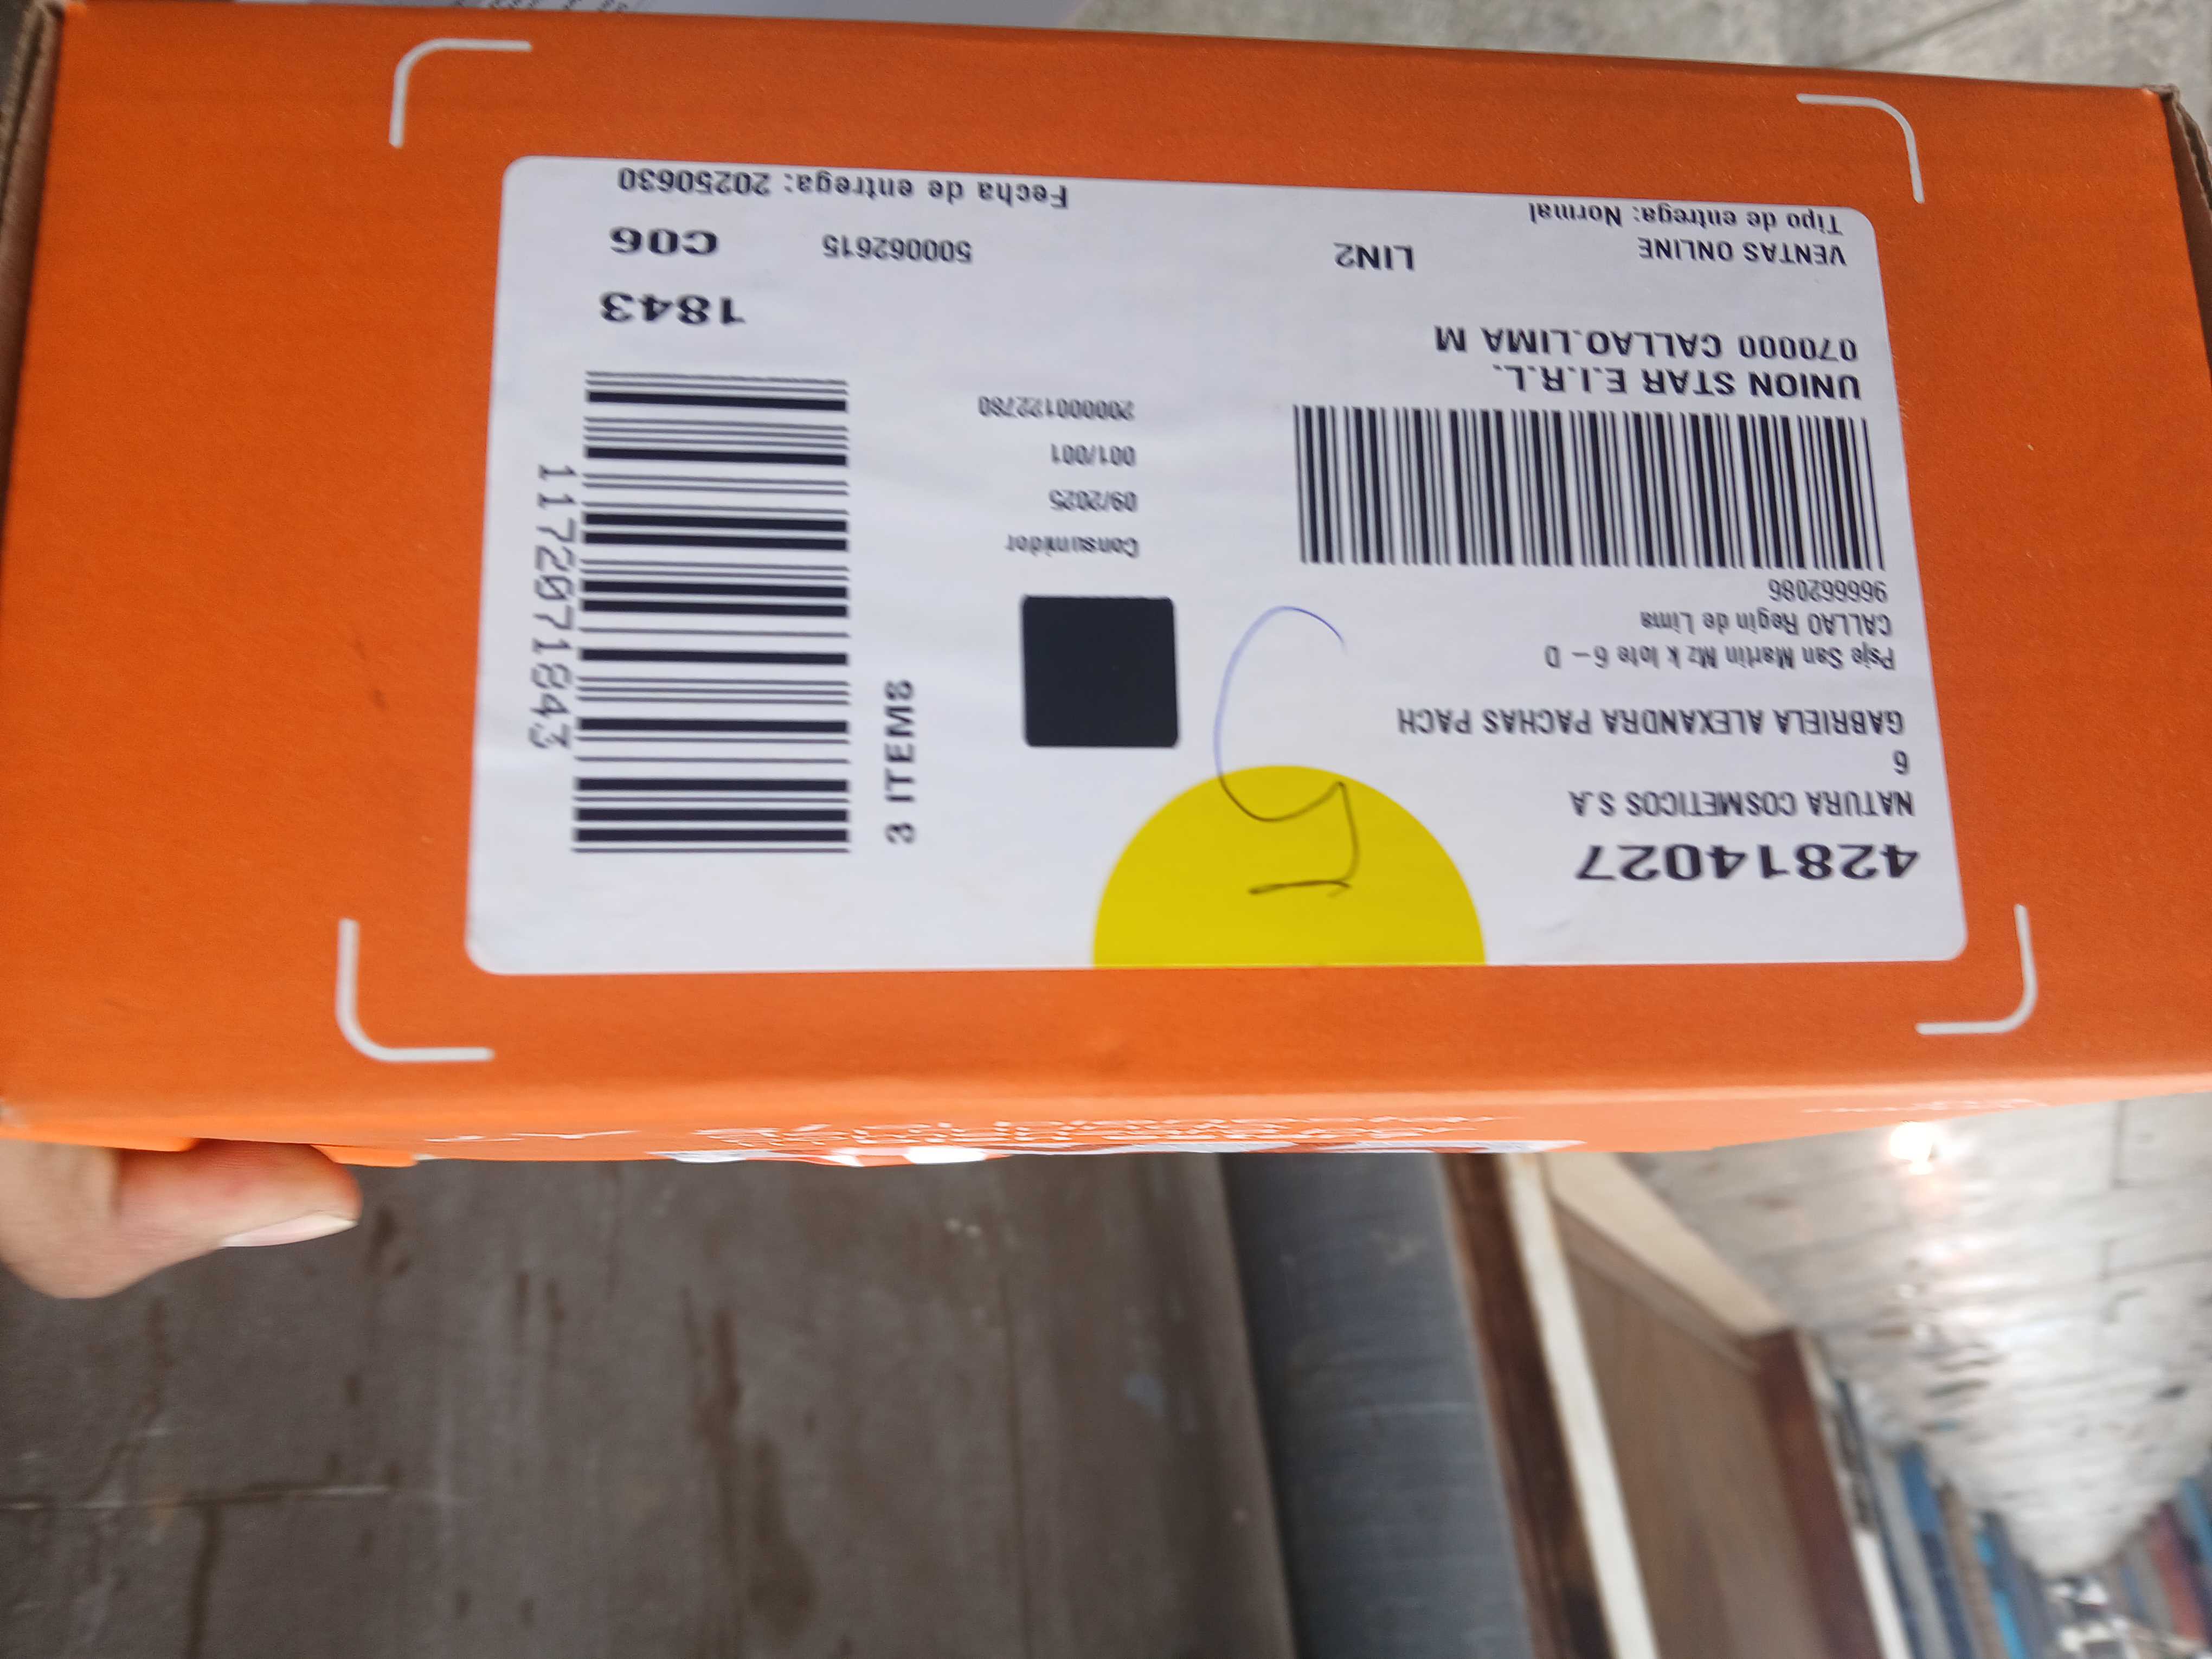 42814027
NATURA COSMETICOS S.A
6
GABRIELA ALEXANDRA PACHAS PACH
Psje San Martin Mz k lote 6 - D
CALLAO Regin de Lima
966662086
UNION STAR E.I.R.L.
070000 CALLAO.LIMA M
VENTAS ONLINE
LIN2
Tipo de entrega: Normal
Consumidor
09/2025
001/001
200000122780
500062615
Fecha de entrega: 20250630
3 ITEMS
1172071843
1843
C06